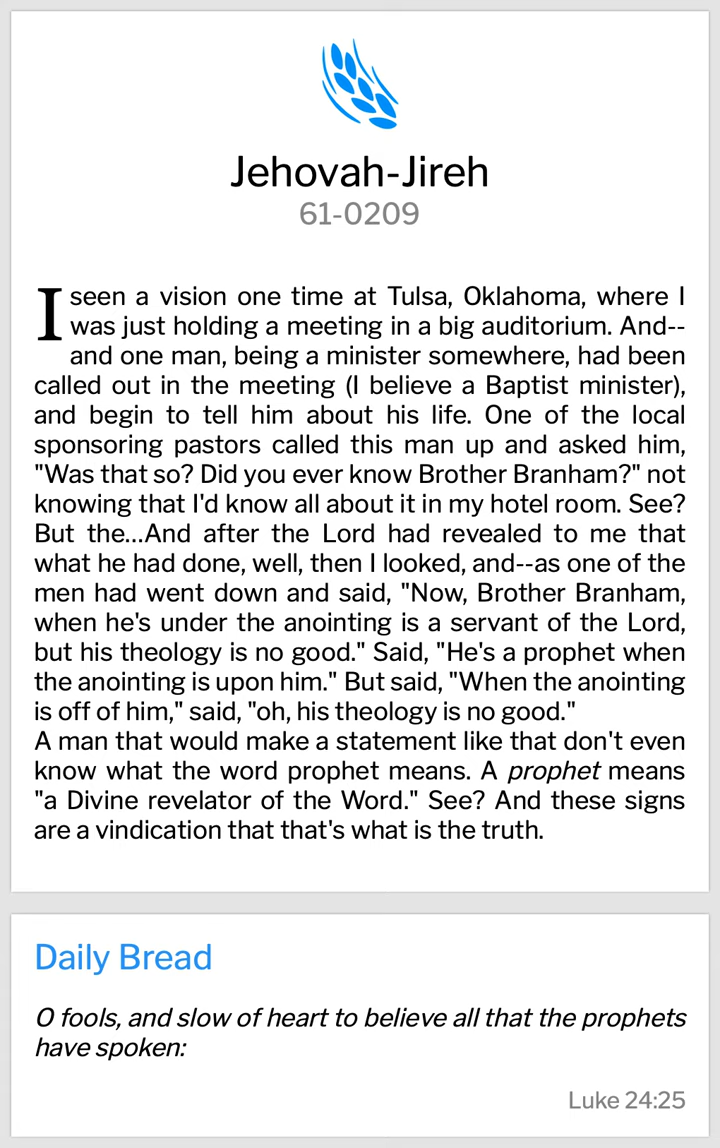 Jehovah-Jireh
61-0209
I seen a vision one time at Tulsa, Oklahoma, where I
was just holding a meeting in a big auditorium. And--
and one man, being a minister somewhere, had been
called out in the meeting (I believe a Baptist minister),
and begin to tell him about his life. One of the local
sponsoring pastors called this man up and asked him,
"Was that so? Did you ever know Brother Branham?" not
knowing that I'd know all about it in my hotel room. See?
But the...And after the Lord had revealed to me that
what he had done, well, then I looked, and--as one of the
men had went down and said, "Now, Brother Branham,
when he's under the anointing is a servant of the Lord,
but his theology is no good." Said, "He's a prophet when
the anointing is upon him." But said, "When the anointing
is off of him," said, "oh, his theology is no good."
A man that would make a statement like that don't even
know what the word prophet means. A prophet means
"a Divine revelator of the Word." See? And these signs
are a vindication that that's what is the truth.
Daily Bread
O fools, and slow of heart to believe all that the prophets
have spoken:
Luke 24:25